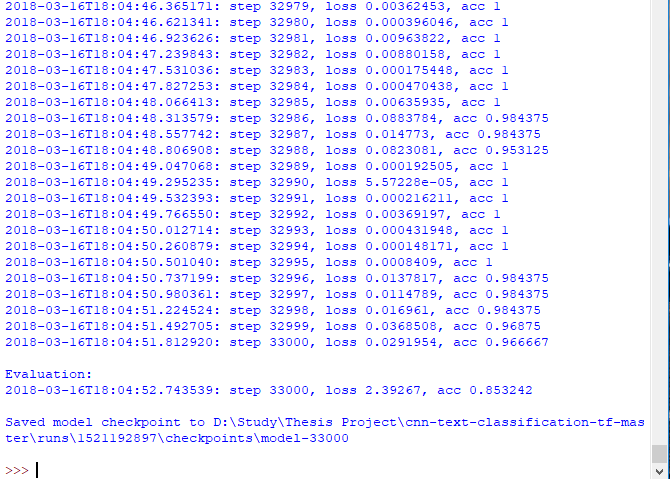 2018-03-16T18:04:46.365171: step 32979, loss 0.00362453, acc 1
2018-03-16T18:04:46.621341: step 32980, loss 0.000396046, acc 1
2018-03-16T18:04:46.923626: step 32981, loss 0.00963822, acc 1
2018-03-16T18:04:47.239843: step 32982, loss 0.00880158, acc 1
2018-03-16T18:04:47.531036: step 32983, loss 0.000175448, acc 1
2018-03-16T18:04:47.827253: step 32984, loss 0.000470438, acc 1
2018-03-16T18:04:48.066413: step 32985, loss 0.00635935, acc 1
2018-03-16T18:04:48.313579: step 32986, loss 0.0883784, acc 0.984375
2018-03-16T18:04:48.557742: step 32987, loss 0.014773, acc 0.984375
2018-03-16T18:04:48.806908: step 32988, loss 0.0823081, acc 0.953125
2018-03-16T18:04:49.047068: step 32989, loss 0.000192505, acc 1
2018-03-16T18:04:49.295235: step 32990, loss 5.57228e-05, acc 1
2018-03-16T18:04:49.532393: step 32991, loss 0.000216211, acc 1
2018-03-16T18:04:49.766550: step 32992, loss 0.00369197, acc 1
2018-03-16T18:04:50.012714: step 32993, loss 0.000431948, acc 1
2018-03-16T18:04:50.260879: step 32994, loss 0.000148171, acc 1
2018-03-16T18:04:50.501040: step 32995, loss 0.0008409, acc 1
2018-03-16T18:04:50.737199: step 32996, loss 0.0137817, acc 0.984375
2018-03-16T18:04:50.980361: step 32997, loss 0.0114789, acc 0.984375
2018-03-16T18:04:51.224524: step 32998, loss 0.016961, acc 0.984375
2018-03-16T18:04:51.492705: step 32999, loss 0.0368508, acc 0.96875
2018-03-16T18:04:51.812920: step 33000, loss 0.0291954, acc 0.966667
Evaluation:
2018-03-16T18:04:52.743539: step 33000, loss 2.39267, acc 0.853242
Saved model checkpoint to D:\Study\Thesis Project\cnn-text-classification-tf-mas
ter\runs\1521192897\checkpoints\model-33000
>>>